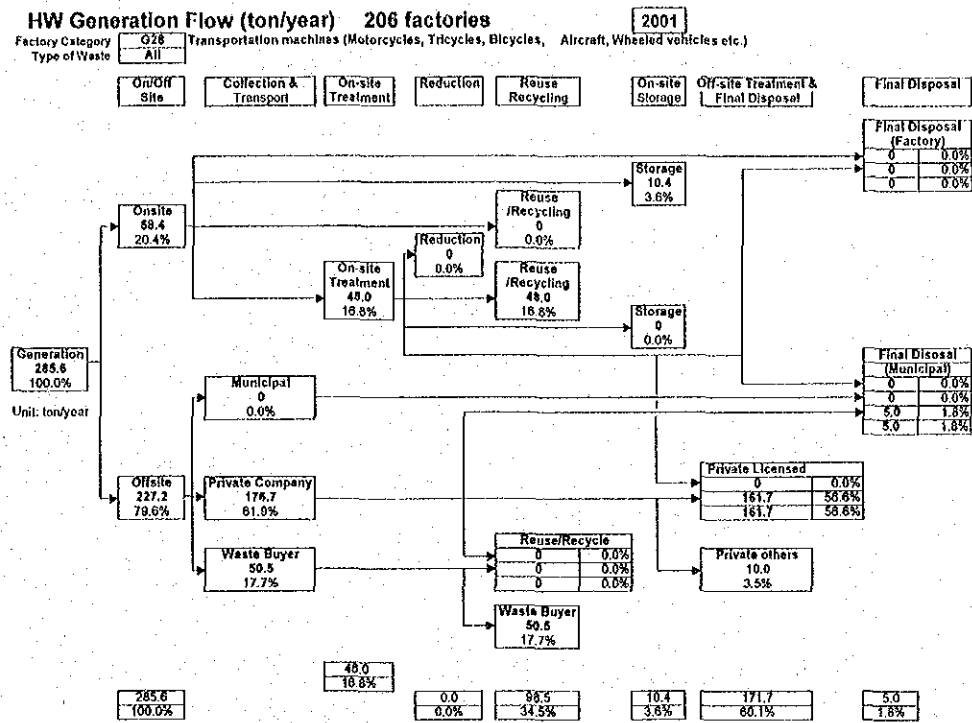 HW Generation Flow (ton/year) 206 factories 2001
Factory Category G28 Transportation machines (Motorcycles, Tricycles, Bicycles, Aircraft, Wheeled vehicles etc.)
Type of Waste All
On/Off Site
Collection & Transport
On-site Treatment
Reduction
Reuse Recycling
On-site Storage
Off-site Treatment & Final Disposal
Final Disposal
Final Disposal
(Factory)
0 0.0%
0 0.0%
0 0.0%
Storage
10.4
3.6%
Onsite
58.4
20.4%
Reuse
/Recycling
0
0.0%
Reduction
0
0.0%
On-site
Treatment
48.0
16.8%
Reuse
/Recycling
48.0
16.8%
Storage
0
0.0%
Generation
285.6
100.0%
Unit: ton/year
Municipal
0
0.0%
Final Disosal
(Municipal)
0 0.0%
0 0.0%
5.0 1.8%
5.0 1.8%
Offsite
227.2
79.6%
Private Company
176.7
61.9%
Private Licensed
0 0.0%
161.7 56.6%
161.7 56.6%
Waste Buyer
50.5
17.7%
Reuse/Recycle
0 0.0%
0 0.0%
0 0.0%
Private others
10.0
3.5%
Waste Buyer
50.5
17.7%
48.0
16.8%
285.6 0.0 98.5 10.4 171.7 5.0
100.0% 0.0% 34.5% 3.6% 60.1% 1.8%